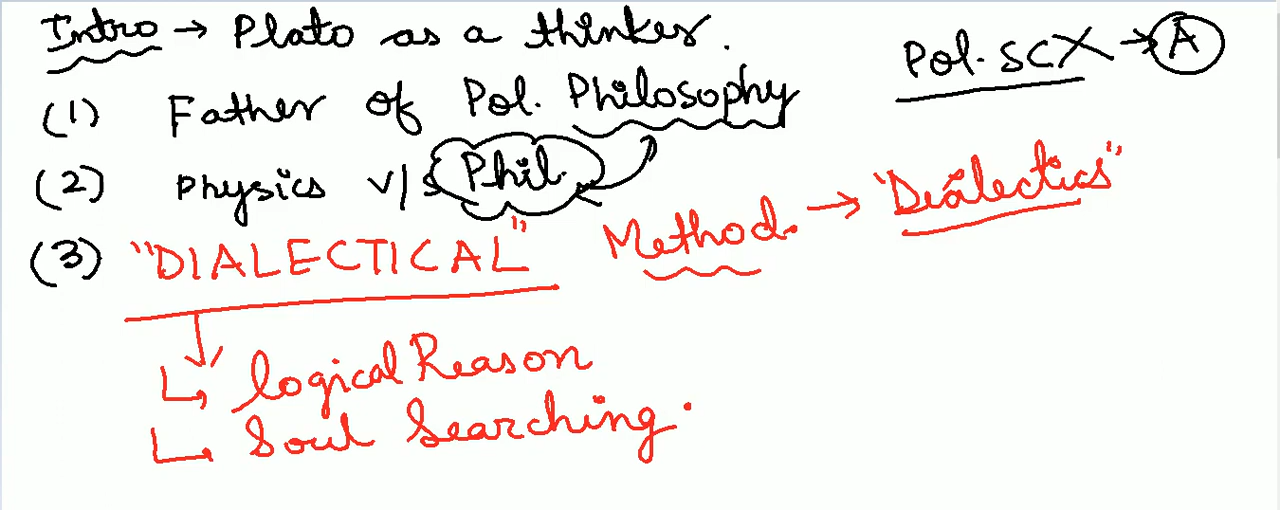 Intro → Plato as a thinker.
Pol. SC X → A
(1) Father of Pol. Philosophy
(2) Physics v/s Phil.
(3) "DIALECTICAL" Method. → "Dialectics"
↳ logical Reason
↳ Soul Searching.